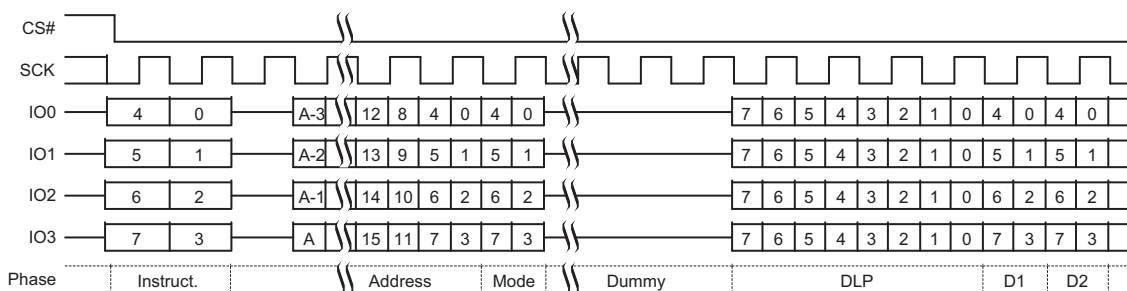 CS#
SCK
IO0 4 0 A-3 12 8 4 0 4 0 7 6 5 4 3 2 1 0 4 0 4 0
IO1 5 1 A-2 13 9 5 1 5 1 7 6 5 4 3 2 1 0 5 1 5 1
IO2 6 2 A-1 14 10 6 2 6 2 7 6 5 4 3 2 1 0 6 2 6 2
IO3 7 3 A 15 11 7 3 7 3 7 6 5 4 3 2 1 0 7 3 7 3
Phase Instruct. Address Mode Dummy DLP D1 D2